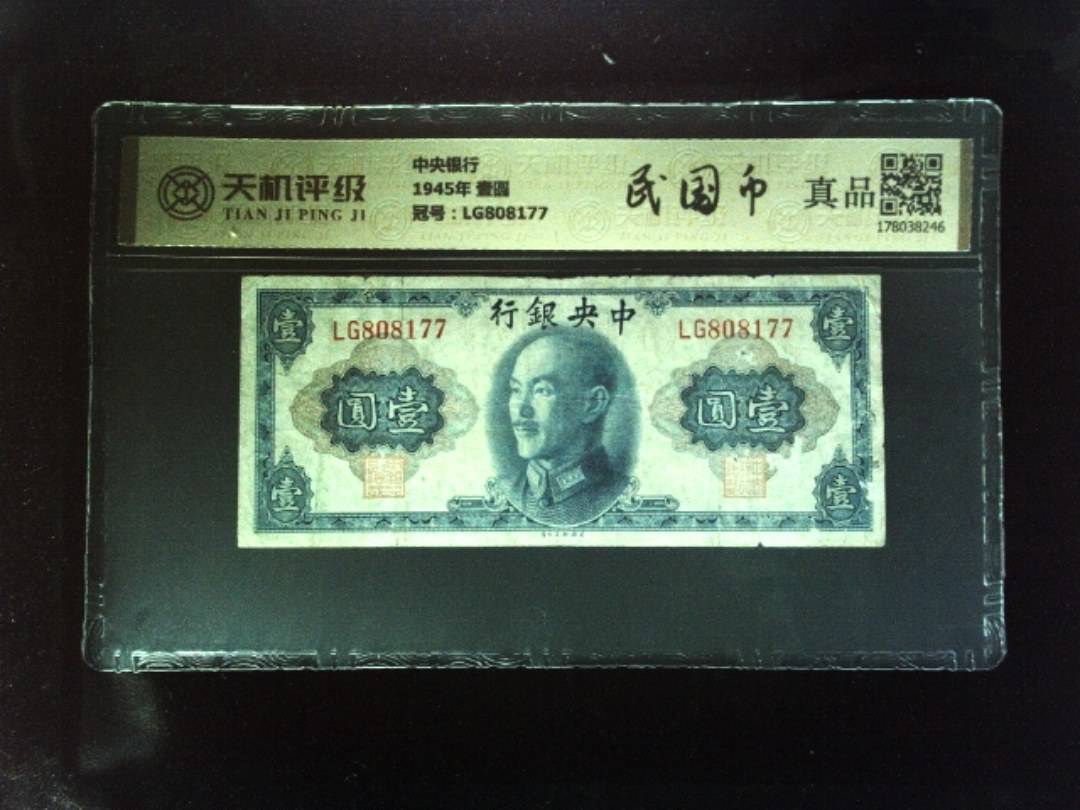 天机评级
TIAN JI PING JI
中央银行
1945年 壹圆
冠号：LG808177
民国币
真品
178038246
行銀央中
LG808177
LG808177
壹
壹
圓壹
圓壹
壹
壹